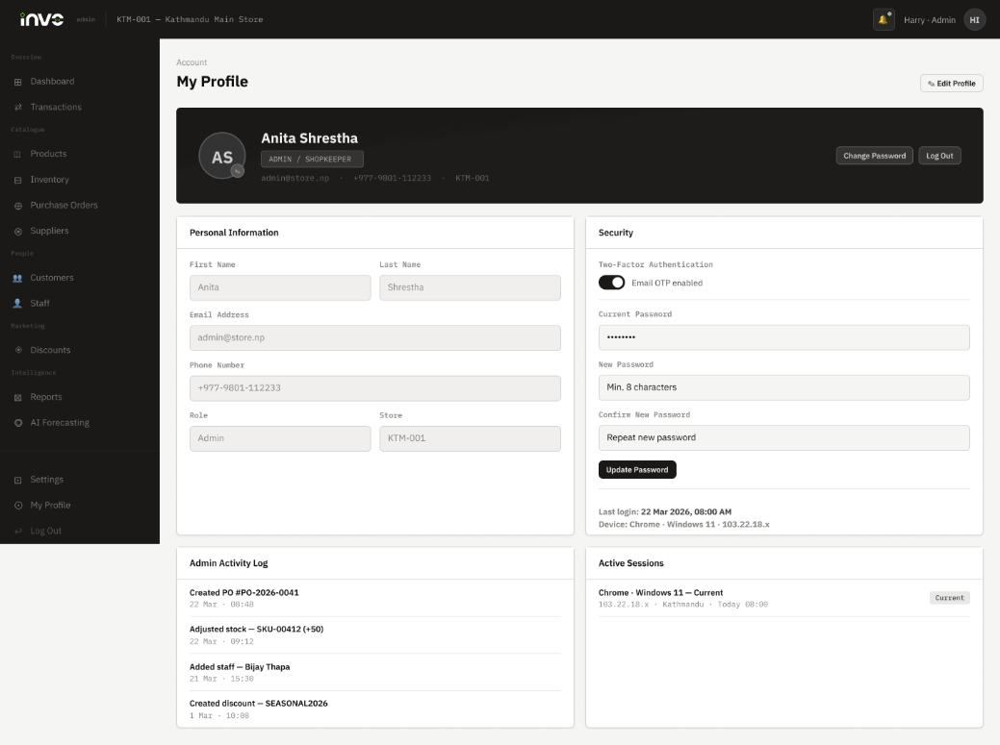 invo admin KTM-001 — Kathmandu Main Store Harry · Admin HI
Overview
Dashboard
Transactions
Catalogue
Products
Inventory
Purchase Orders
Suppliers
People
Customers
Staff
Marketing
Discounts
Intelligence
Reports
AI Forecasting
Settings
My Profile
Log Out
Account
My Profile
Edit Profile
AS
Anita Shrestha
ADMIN / SHOPKEEPER
admin@store.np · +977-9801-112233 · KTM-001
Change Password Log Out
Personal Information
First Name Last Name
Anita Shrestha
Email Address
admin@store.np
Phone Number
+977-9801-112233
Role Store
Admin KTM-001
Security
Two-Factor Authentication
Email OTP enabled
Current Password
••••••••
New Password
Min. 8 characters
Confirm New Password
Repeat new password
Update Password
Last login: 22 Mar 2026, 08:00 AM
Device: Chrome · Windows 11 · 103.22.18.x
Admin Activity Log
Created PO #PO-2026-0041
22 Mar · 08:48
Adjusted stock — SKU-00412 (+50)
22 Mar · 09:12
Added staff — Bijay Thapa
21 Mar · 15:30
Created discount — SEASONAL2026
1 Mar · 10:00
Active Sessions
Chrome · Windows 11 — Current
103.22.18.x · Kathmandu · Today 08:00
Current